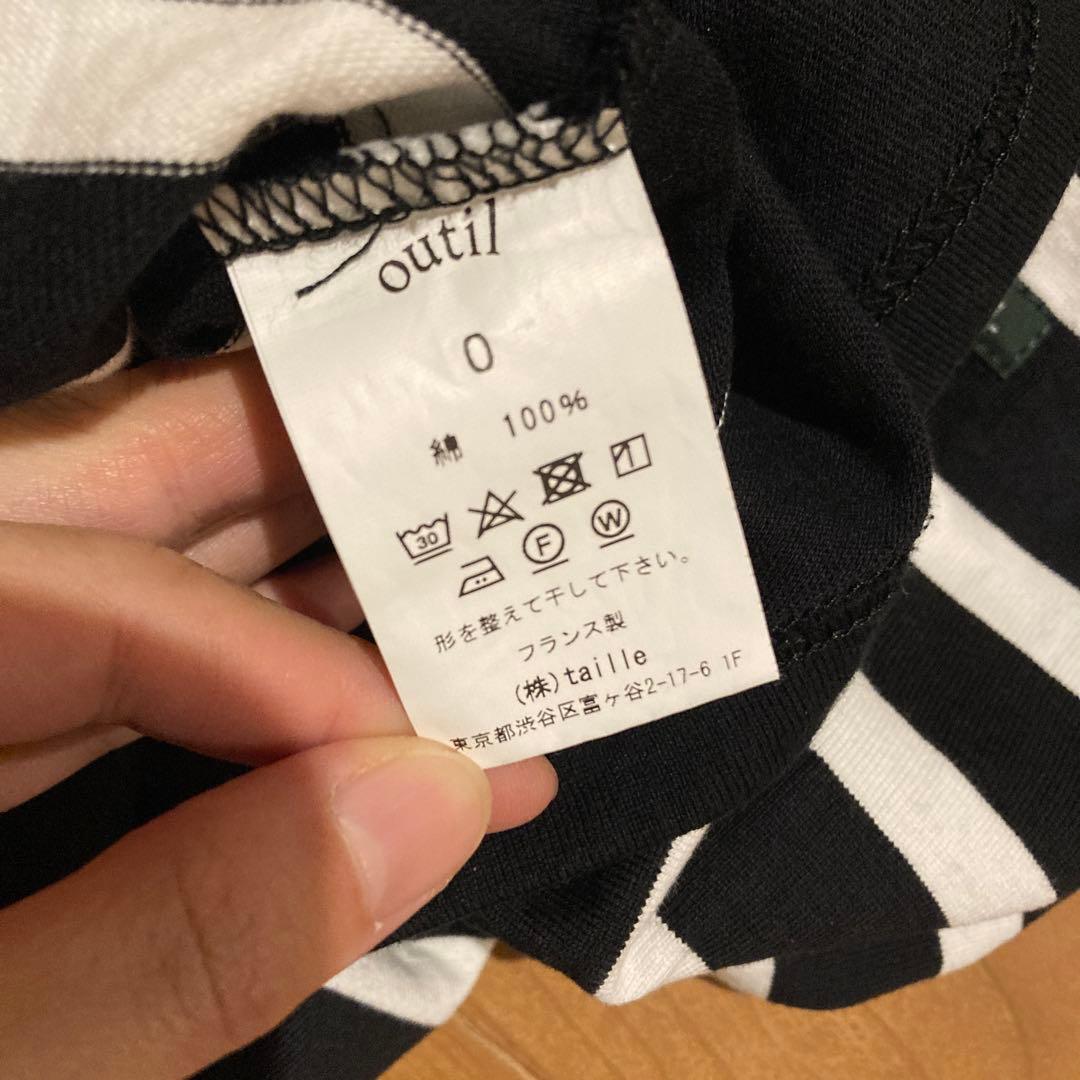 outil
0
綿 100%
30
F W
形を整えて干して下さい。
フランス製
(株)taille
東京都渋谷区富ヶ谷2-17-6 1F